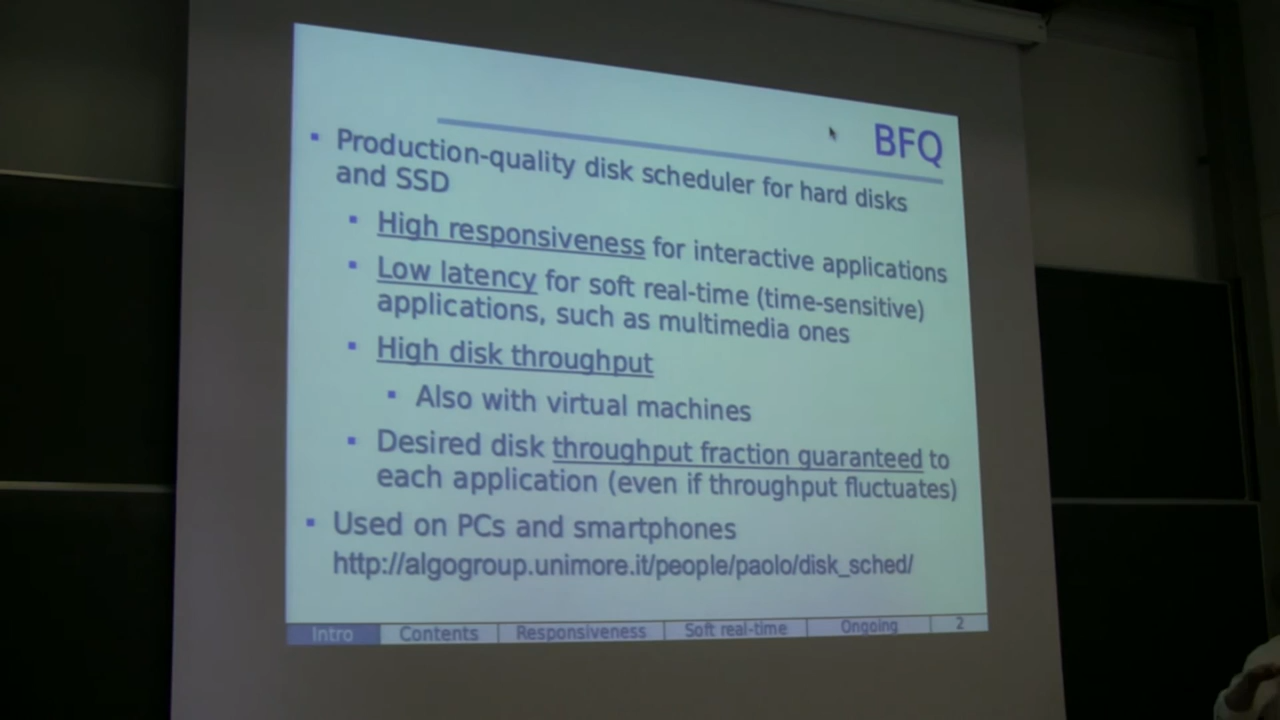 BFQ
Production-quality disk scheduler for hard disks
and SSD
High responsiveness for interactive applications
Low latency for soft real-time (time-sensitive)
applications, such as multimedia ones
High disk throughput
Also with virtual machines
Desired disk throughput fraction guaranteed to
each application (even if throughput fluctuates)
Used on PCs and smartphones
http://algogroup.unimore.it/people/paolo/disk_sched/
Intro Contents Responsiveness Soft real-time Ongoing 2